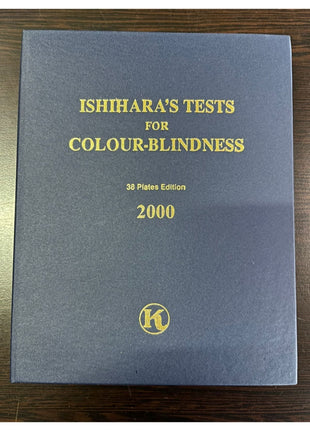 ISHIHARA'S TESTS
FOR
COLOUR-BLINDNESS
38 Plates Edition
2000
K